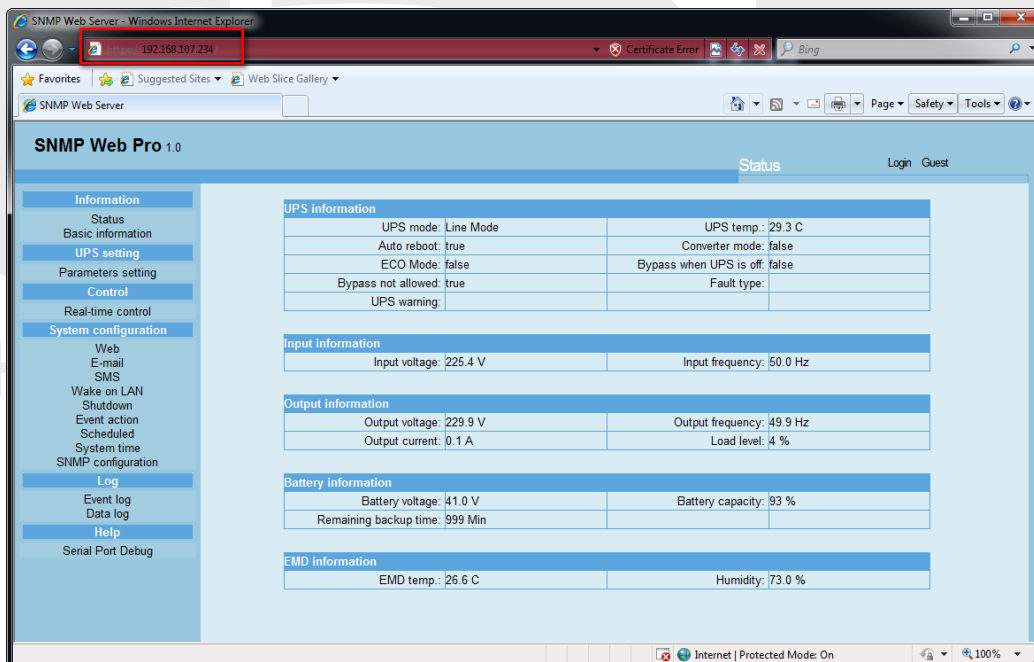 SNMP Web Server - Windows Internet Explorer
https://192.168.107.234 Certificate Error Bing
Favorites Suggested Sites Web Slice Gallery
SNMP Web Server Page Safety Tools
SNMP Web Pro 1.0
Status Login Guest
Information
Status
Basic information
UPS setting
Parameters setting
Control
Real-time control
System configuration
Web
E-mail
SMS
Wake on LAN
Shutdown
Event action
Scheduled
System time
SNMP configuration
Log
Event log
Data log
Help
Serial Port Debug
UPS information
UPS mode: Line Mode UPS temp.: 29.3 C
Auto reboot: true Converter mode: false
ECO Mode: false Bypass when UPS is off: false
Bypass not allowed: true Fault type:
UPS warning:
Input information
Input voltage: 225.4 V Input frequency: 50.0 Hz
Output information
Output voltage: 229.9 V Output frequency: 49.9 Hz
Output current: 0.1 A Load level: 4 %
Battery information
Battery voltage: 41.0 V Battery capacity: 93 %
Remaining backup time: 999 Min
EMD information
EMD temp.: 26.6 C Humidity: 73.0 %
Internet | Protected Mode: On 100%